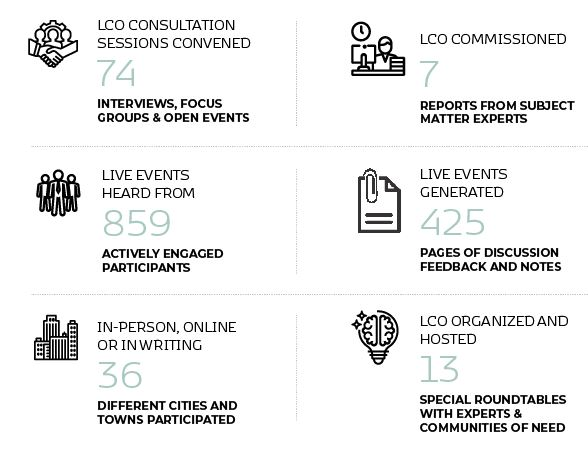 LCO CONSULTATION
SESSIONS CONVENED
74
INTERVIEWS, FOCUS
GROUPS & OPEN EVENTS
LCO COMMISSIONED
7
REPORTS FROM SUBJECT
MATTER EXPERTS
LIVE EVENTS
HEARD FROM
859
ACTIVELY ENGAGED
PARTICIPANTS
LIVE EVENTS
GENERATED
425
PAGES OF DISCUSSION
FEEDBACK AND NOTES
IN-PERSON, ONLINE
OR IN WRITING
36
DIFFERENT CITIES AND
TOWNS PARTICIPATED
LCO ORGANIZED AND
HOSTED
13
SPECIAL ROUNDTABLES
WITH EXPERTS &
COMMUNITIES OF NEED